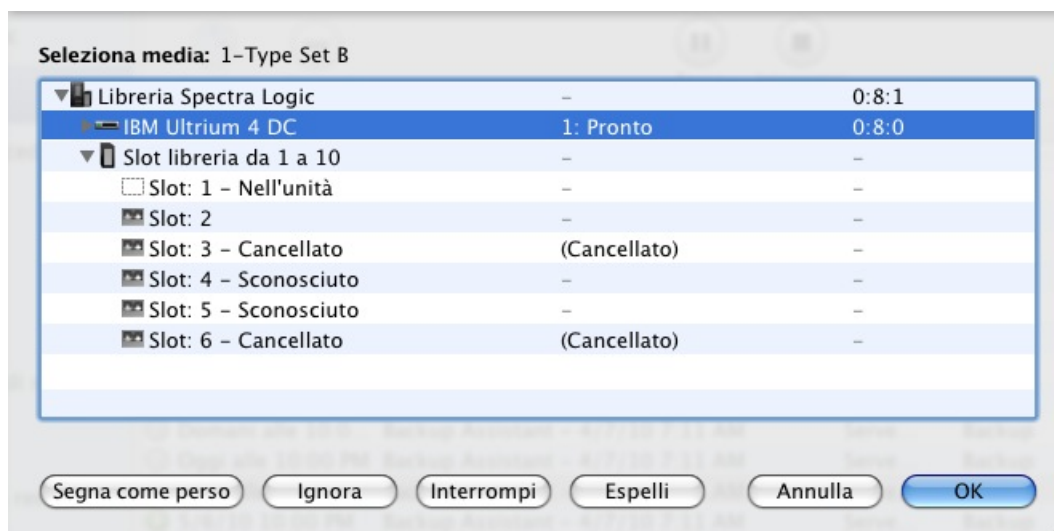 Seleziona media: 1-Type Set B
Libreria Spectra Logic – 0:8:1
IBM Ultrium 4 DC 1: Pronto 0:8:0
Slot libreria da 1 a 10 – –
Slot: 1 – Nell'unità – –
Slot: 2 – –
Slot: 3 – Cancellato (Cancellato) –
Slot: 4 – Sconosciuto – –
Slot: 5 – Sconosciuto – –
Slot: 6 – Cancellato (Cancellato) –
Segna come perso Ignora Interrompi Espelli Annulla OK